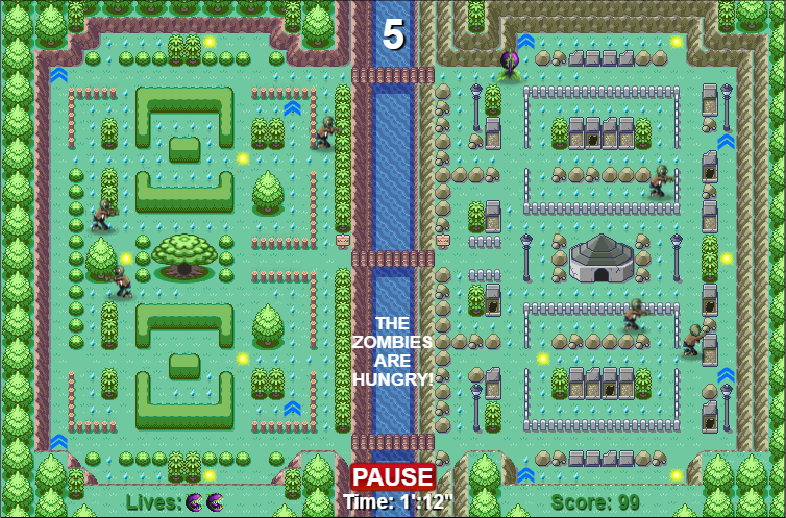 5
THE
ZOMBIES
ARE
HUNGRY!
PAUSE
Lives:
Time: 1':12"
Score: 99